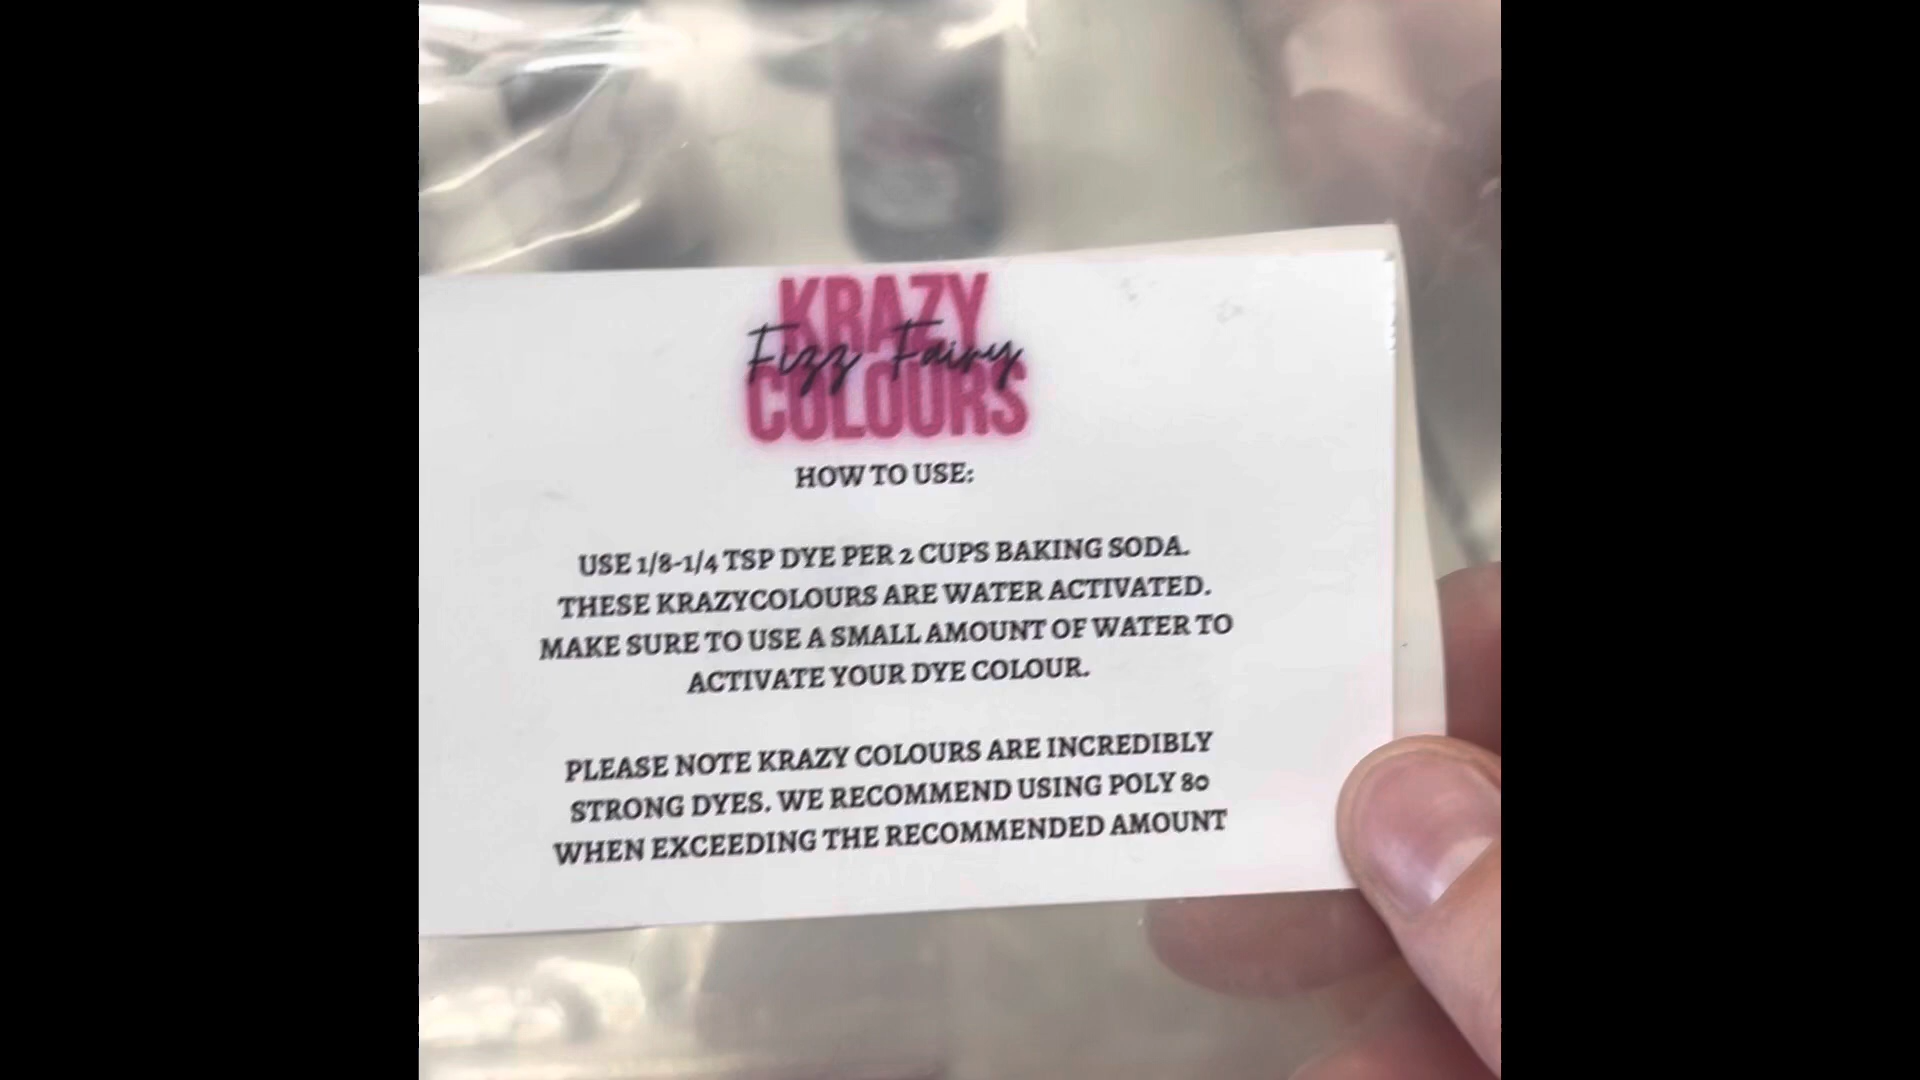 KRAZY
Fizz Fairy
COLOURS
HOW TO USE:
USE 1/8-1/4 TSP DYE PER 2 CUPS BAKING SODA.
THESE KRAZYCOLOURS ARE WATER ACTIVATED.
MAKE SURE TO USE A SMALL AMOUNT OF WATER TO
ACTIVATE YOUR DYE COLOUR.
PLEASE NOTE KRAZY COLOURS ARE INCREDIBLY
STRONG DYES. WE RECOMMEND USING POLY 80
WHEN EXCEEDING THE RECOMMENDED AMOUNT